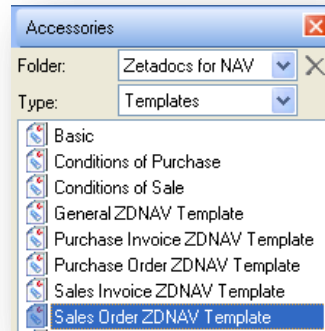 Accessories
Folder: Zetadocs for NAV
Type: Templates
Basic
Conditions of Purchase
Conditions of Sale
General ZDNAV Template
Purchase Invoice ZDNAV Template
Purchase Order ZDNAV Template
Sales Invoice ZDNAV Template
Sales Order ZDNAV Template